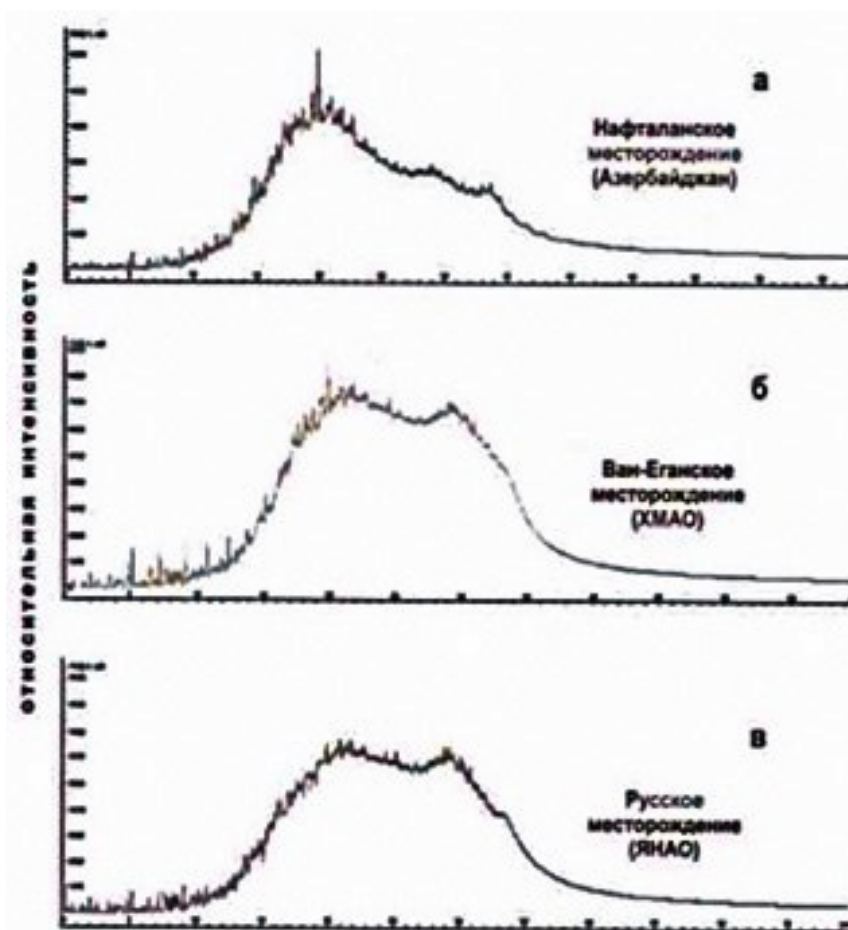 относительная интенсивность
а
Нафталанское
месторождение
(Азербайджан)
б
Ван-Еганское
месторождение
(ХМАО)
в
Русское
месторождение
(ЯНАО)